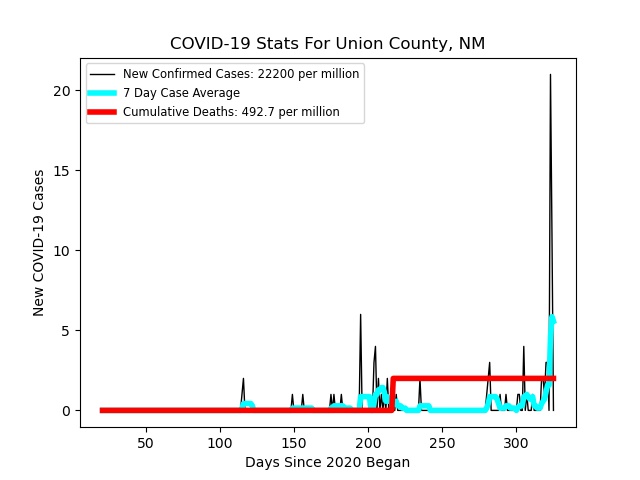 COVID-19 Stats For Union County, NM
New Confirmed Cases: 22200 per million
7 Day Case Average
Cumulative Deaths: 492.7 per million
New COVID-19 Cases
20
15
10
5
0
50 100 150 200 250 300
Days Since 2020 Began